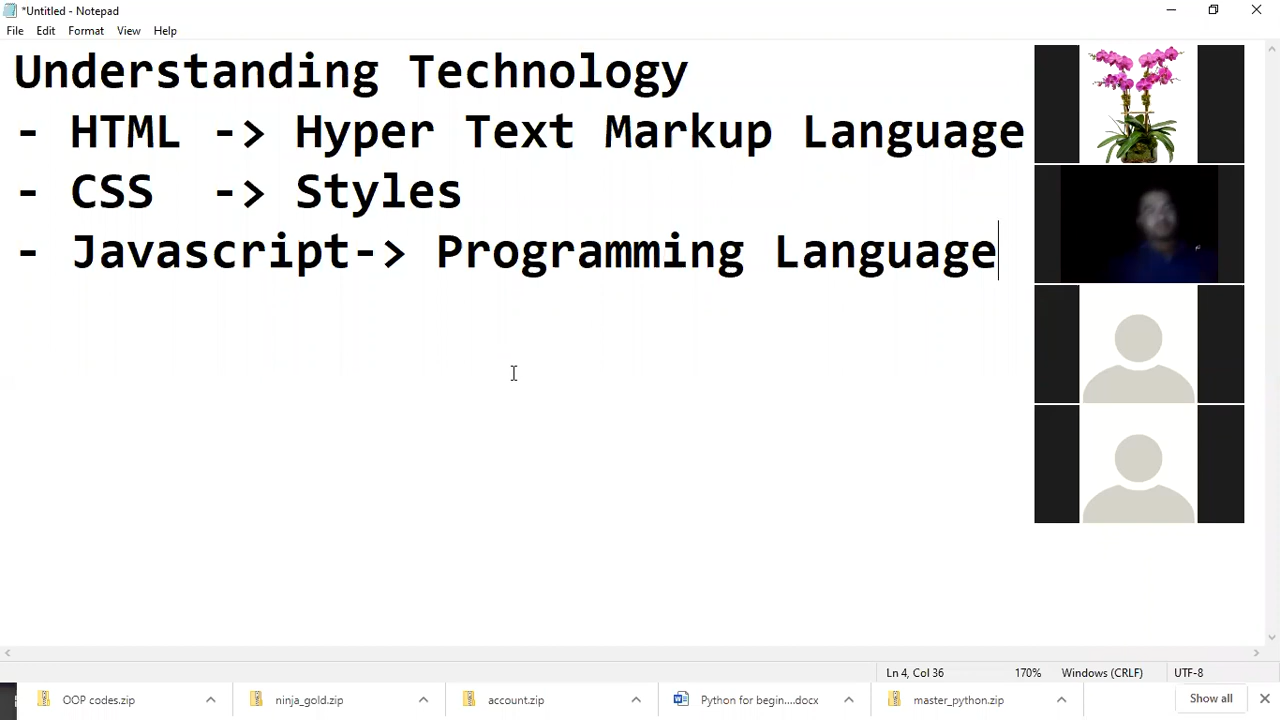 *Untitled - Notepad
File Edit Format View Help
Understanding Technology
- HTML -> Hyper Text Markup Language
- CSS  -> Styles
- Javascript-> Programming Language
Ln 4, Col 36 170% Windows (CRLF) UTF-8
OOP codes.zip ninja_gold.zip account.zip Python for begin....docx master_python.zip Show all